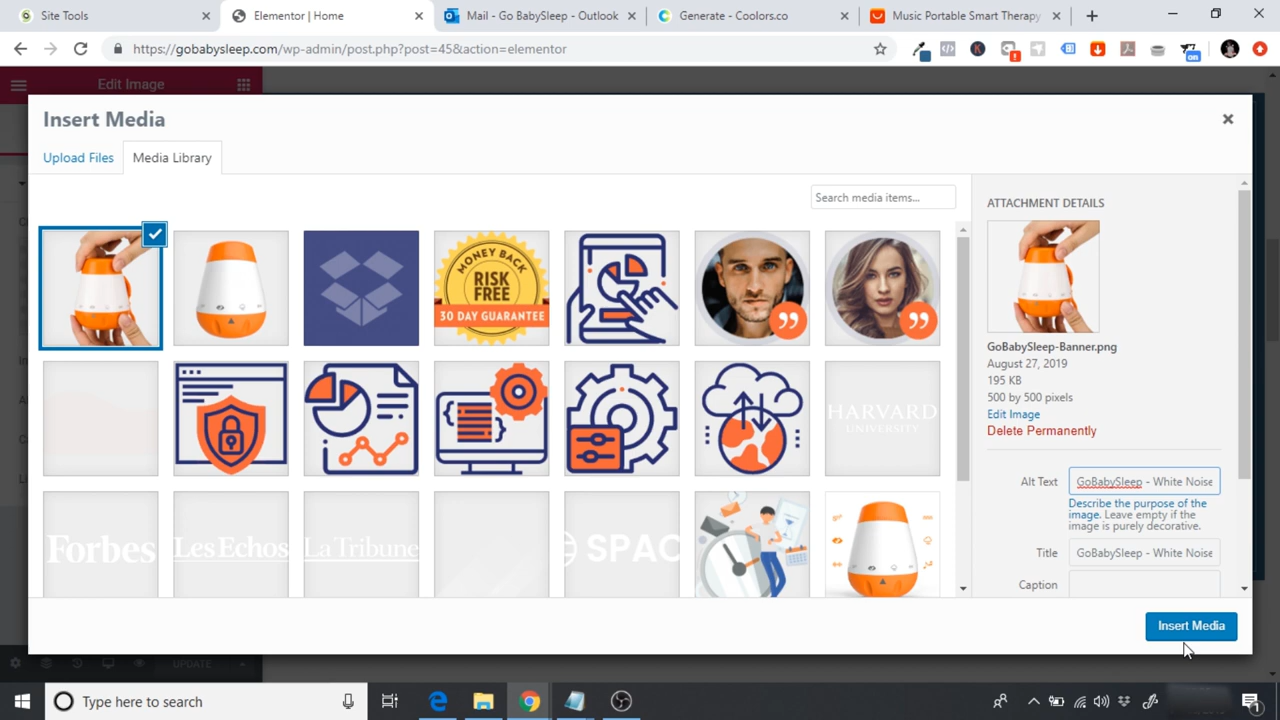 Site Tools
Elementor | Home
Mail - Go BabySleep - Outlook
Generate - Coolors.co
Music Portable Smart Therapy
https://gobabysleep.com/wp-admin/post.php?post=45&action=elementor
on
Edit Image
Insert Media
Upload Files
Media Library
Search media items...
ATTACHMENT DETAILS
MONEY BACK
RISK
FREE
30 DAY GUARANTEE
GoBabySleep-Banner.png
August 27, 2019
195 KB
500 by 500 pixels
Edit Image
Delete Permanently
HARVARD
UNIVERSITY
Alt Text
GoBabySleep - White Noise
Describe the purpose of the
image. Leave empty if the
image is purely decorative.
Forbes
Les Echos
La Tribune
SPAC
Title
GoBabySleep - White Noise
Caption
Insert Media
UPDATE
Type here to search
1